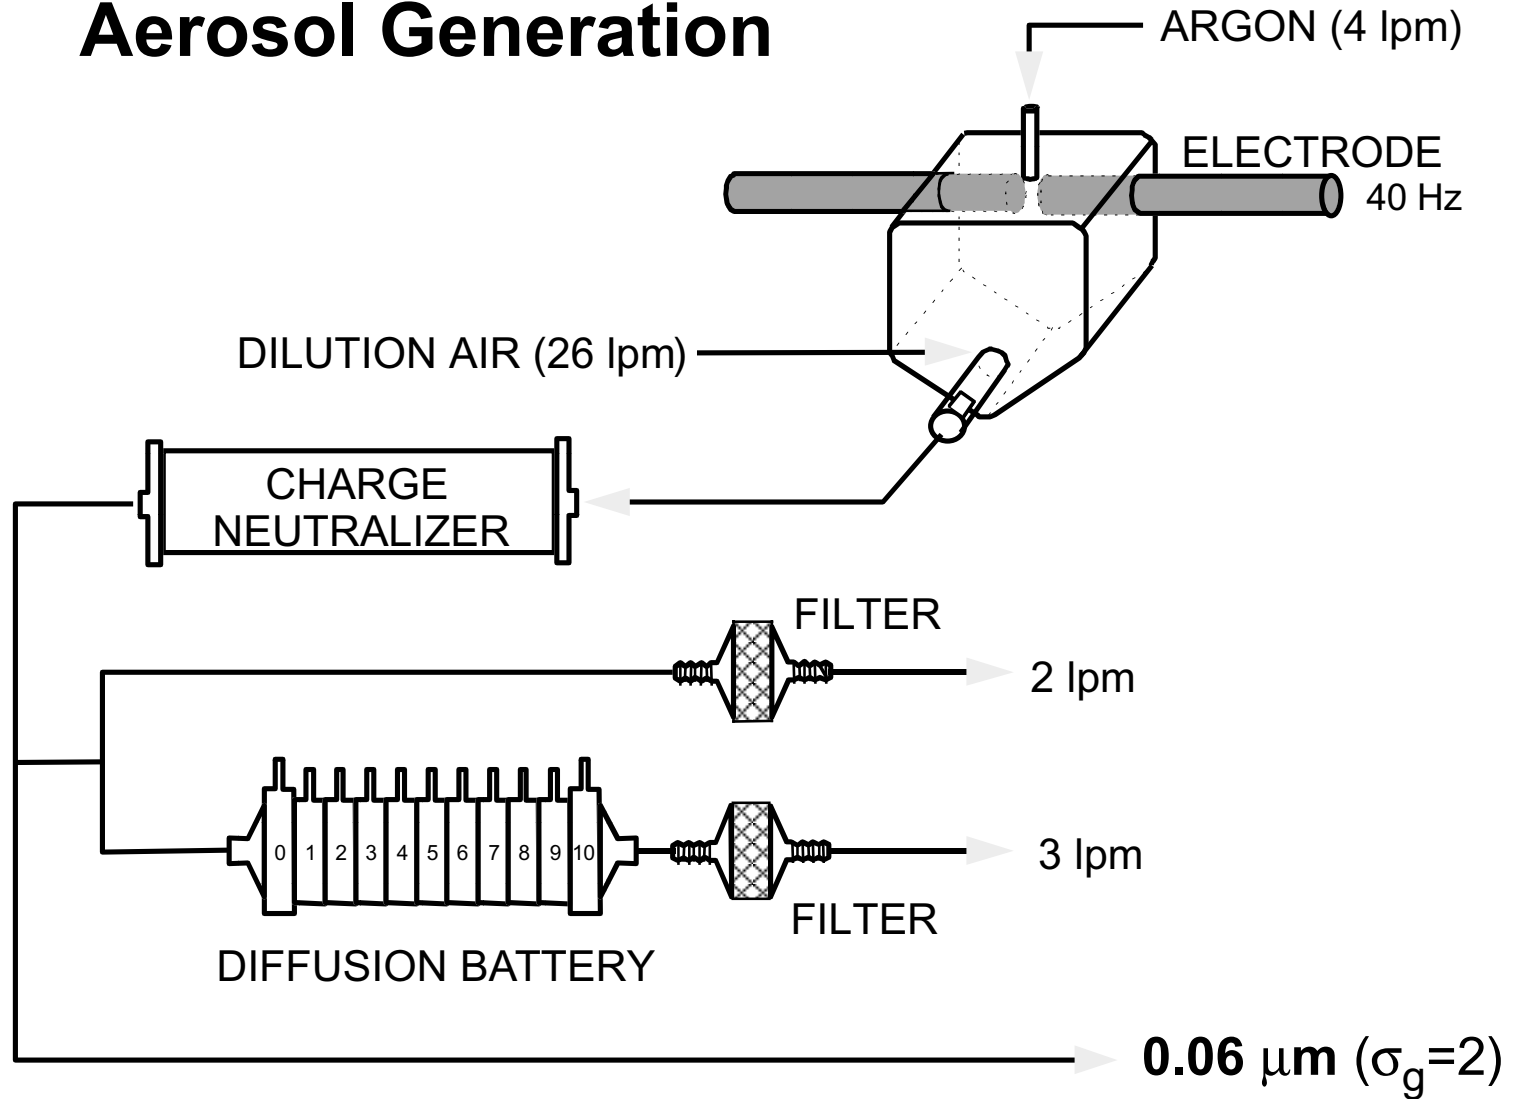 Aerosol Generation
ARGON (4 lpm)
ELECTRODE
40 Hz
DILUTION AIR (26 lpm)
CHARGE
NEUTRALIZER
FILTER
2 lpm
0 1 2 3 4 5 6 7 8 9 10
3 lpm
FILTER
DIFFUSION BATTERY
0.06 μm (σg=2)